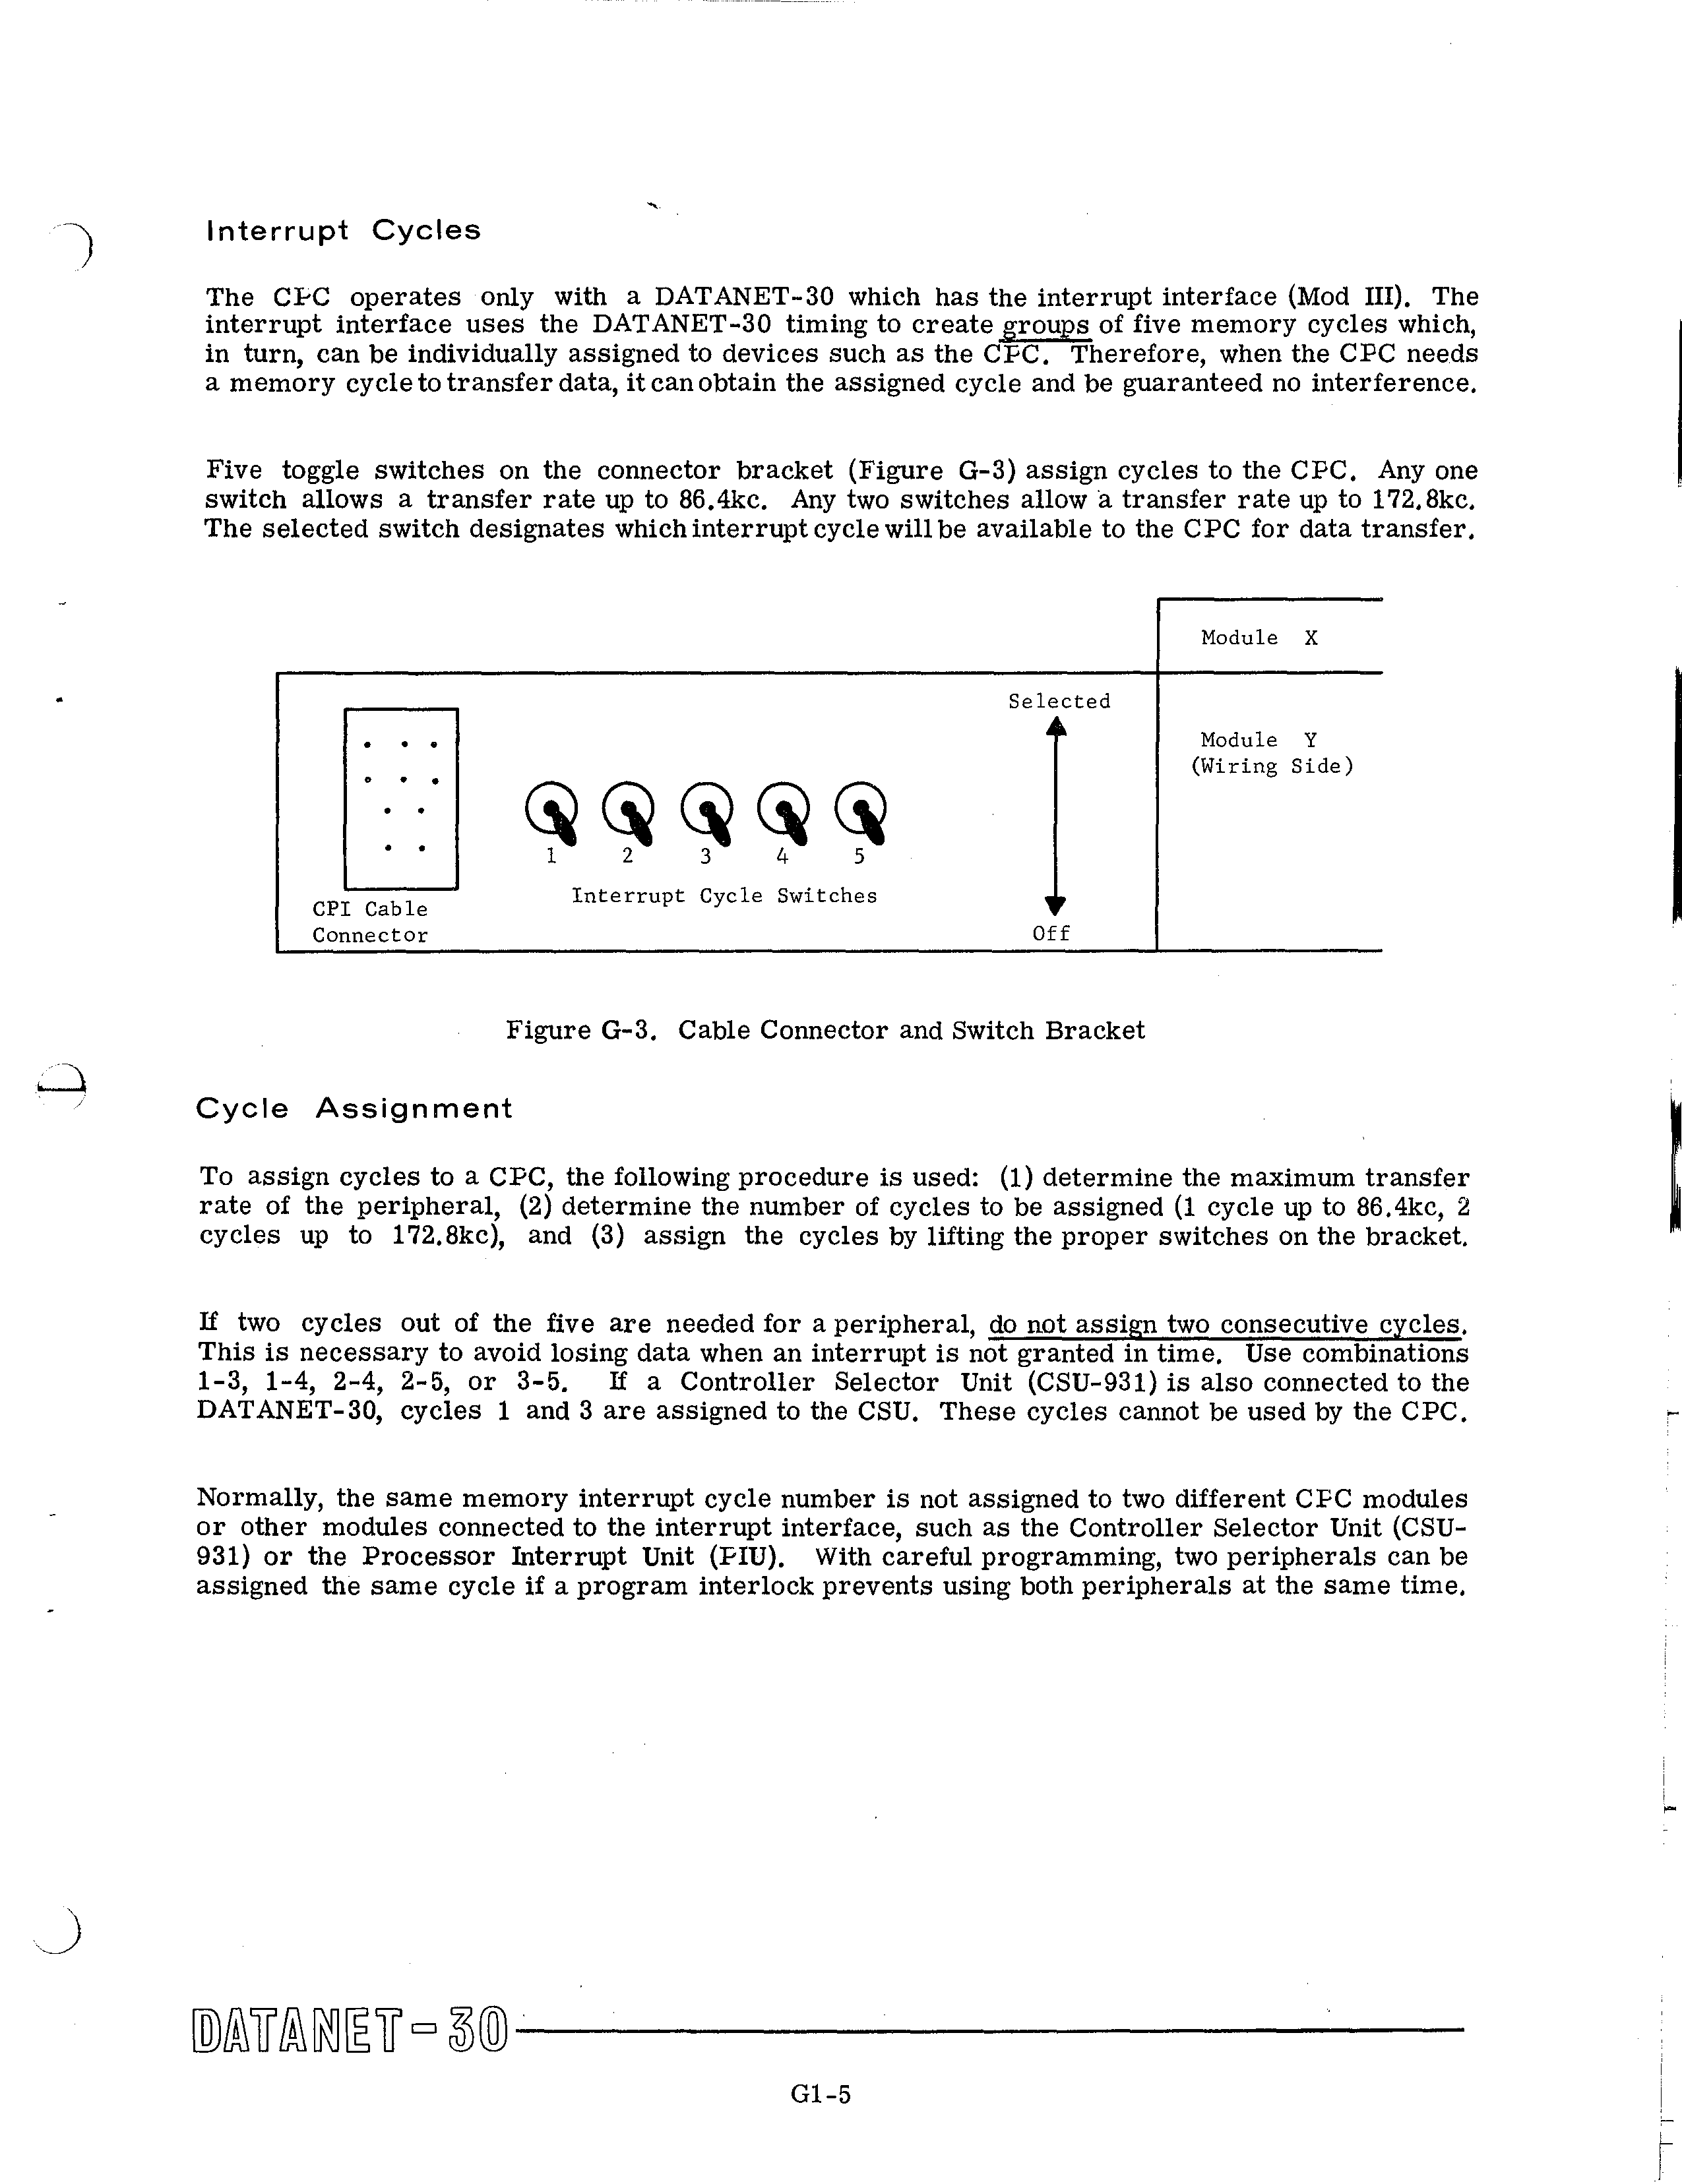 Interrupt Cycles
The CPC operates only with a DATANET-30 which has the interrupt interface (Mod III). The
interrupt interface uses the DATANET-30 timing to create groups of five memory cycles which,
in turn, can be individually assigned to devices such as the CPC. Therefore, when the CPC needs
a memory cycle to transfer data, it can obtain the assigned cycle and be guaranteed no interference.
Five toggle switches on the connector bracket (Figure G-3) assign cycles to the CPC. Any one
switch allows a transfer rate up to 86.4kc. Any two switches allow a transfer rate up to 172.8kc.
The selected switch designates which interrupt cycle will be available to the CPC for data transfer.
Module X
Selected
Module Y
(Wiring Side)
1 2 3 4 5
Interrupt Cycle Switches
CPI Cable
Connector
Off
Figure G-3. Cable Connector and Switch Bracket
Cycle Assignment
To assign cycles to a CPC, the following procedure is used: (1) determine the maximum transfer
rate of the peripheral, (2) determine the number of cycles to be assigned (1 cycle up to 86.4kc, 2
cycles up to 172.8kc), and (3) assign the cycles by lifting the proper switches on the bracket.
If two cycles out of the five are needed for a peripheral, do not assign two consecutive cycles.
This is necessary to avoid losing data when an interrupt is not granted in time. Use combinations
1-3, 1-4, 2-4, 2-5, or 3-5. If a Controller Selector Unit (CSU-931) is also connected to the
DATANET-30, cycles 1 and 3 are assigned to the CSU. These cycles cannot be used by the CPC.
Normally, the same memory interrupt cycle number is not assigned to two different CPC modules
or other modules connected to the interrupt interface, such as the Controller Selector Unit (CSU-
931) or the Processor Interrupt Unit (PIU). With careful programming, two peripherals can be
assigned the same cycle if a program interlock prevents using both peripherals at the same time.
DATANET-30
G1-5